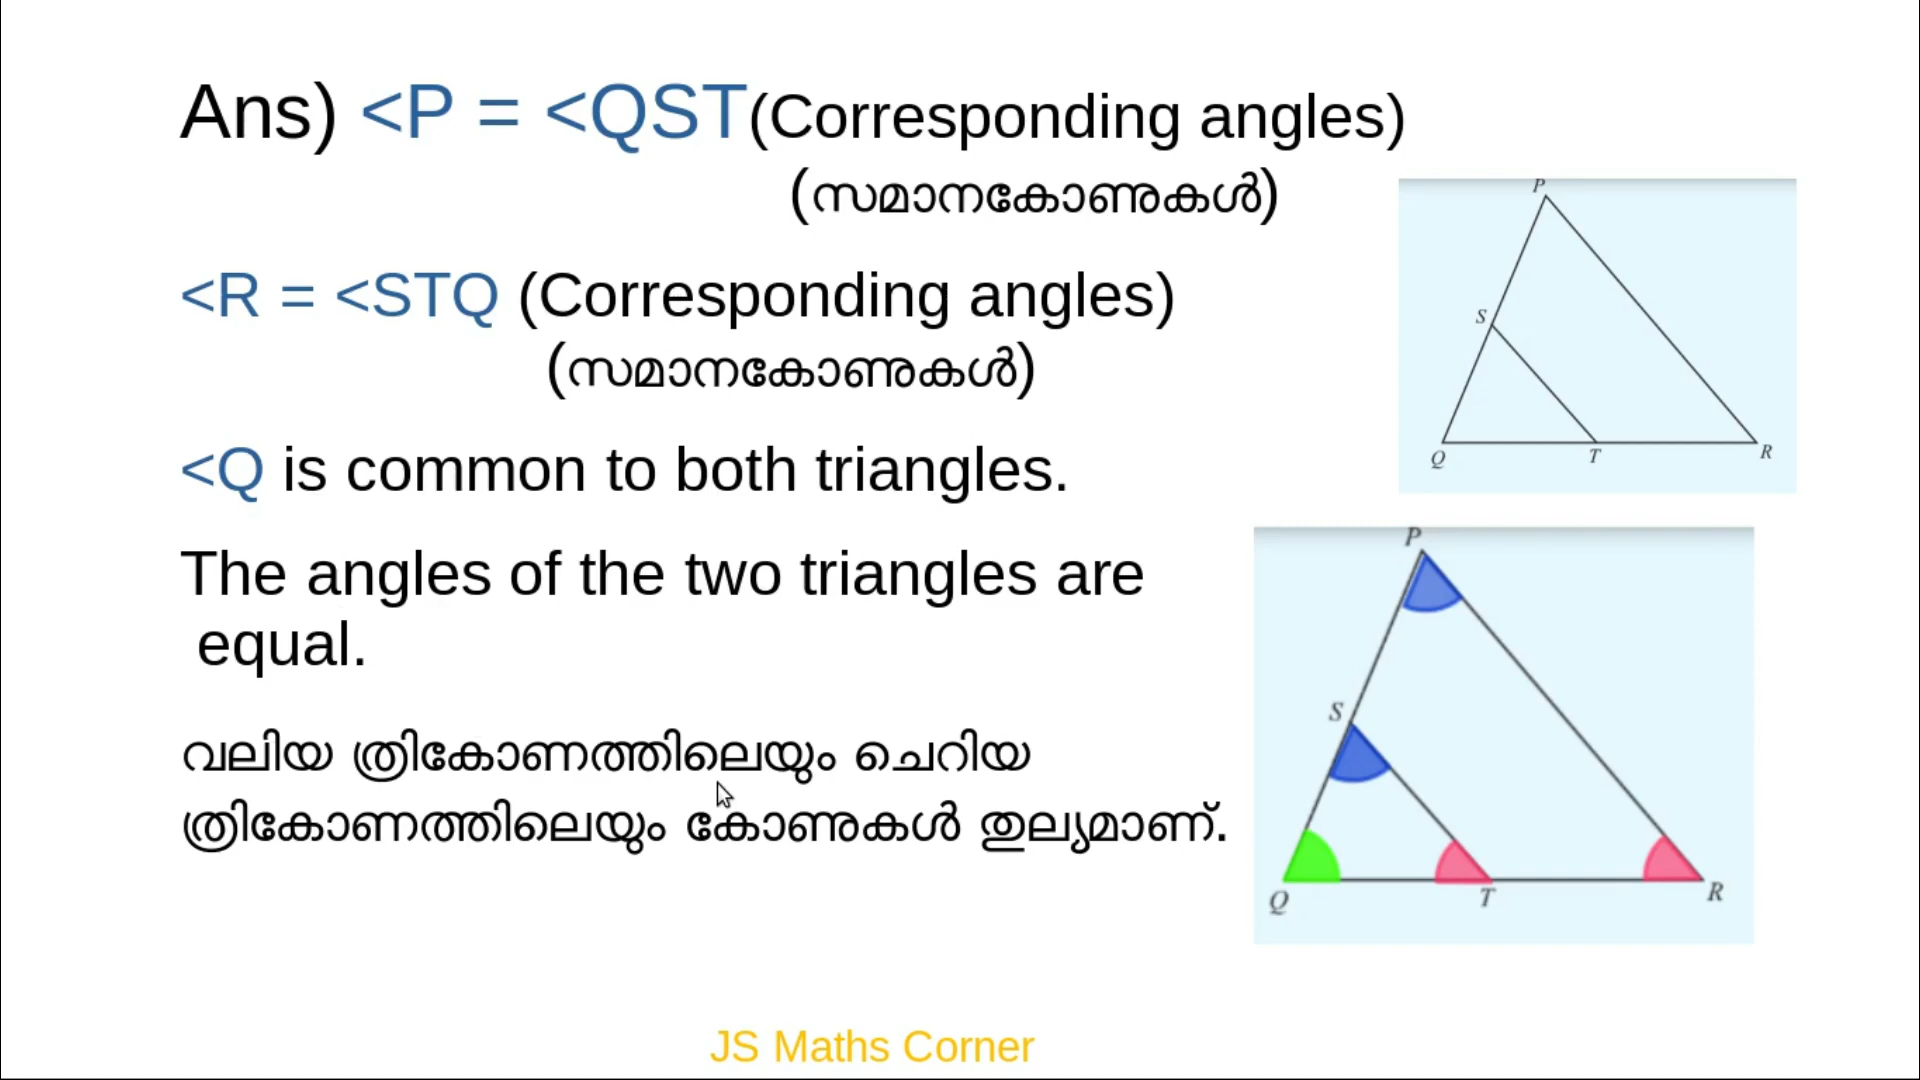 Ans) <P = <QST(Corresponding angles)
(സമാനകോണുകൾ)
<R = <STQ (Corresponding angles)
(സമാനകോണുകൾ)
<Q is common to both triangles.
The angles of the two triangles are
equal.
വലിയ ത്രികോണത്തിലെയും ചെറിയ
ത്രികോണത്തിലെയും കോണുകൾ തുല്യമാണ്.
P
S
Q
T
R
P
S
Q
T
R
JS Maths Corner